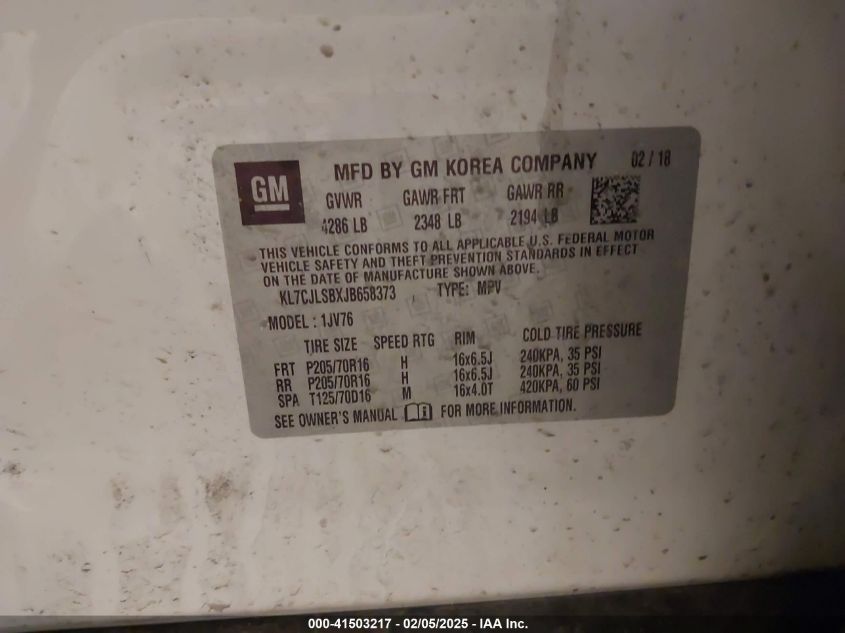 GM
MFD BY GM KOREA COMPANY 02 / 18
GVWR GAWR FRT GAWR RR
4286 LB 2348 LB 2194 LB
THIS VEHICLE CONFORMS TO ALL APPLICABLE U.S. FEDERAL MOTOR
VEHICLE SAFETY AND THEFT PREVENTION STANDARDS IN EFFECT
ON THE DATE OF MANUFACTURE SHOWN ABOVE.
KL7CJLSBXJB658373 TYPE: MPV
MODEL : 1JV76
TIRE SIZE SPEED RTG RIM COLD TIRE PRESSURE
FRT P205/70R16 H 16x6.5J 240KPA, 35 PSI
RR P205/70R16 H 16x6.5J 240KPA, 35 PSI
SPA T125/70D16 M 16x4.0T 420KPA, 60 PSI
SEE OWNER'S MANUAL i FOR MORE INFORMATION.
000-41503217 - 02/05/2025 - IAA Inc.